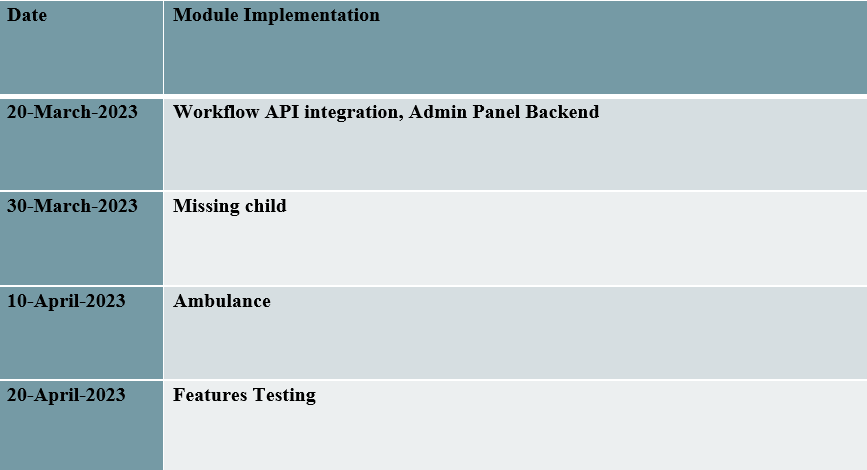 Date Module Implementation
20-March-2023 Workflow API integration, Admin Panel Backend
30-March-2023 Missing child
10-April-2023 Ambulance
20-April-2023 Features Testing